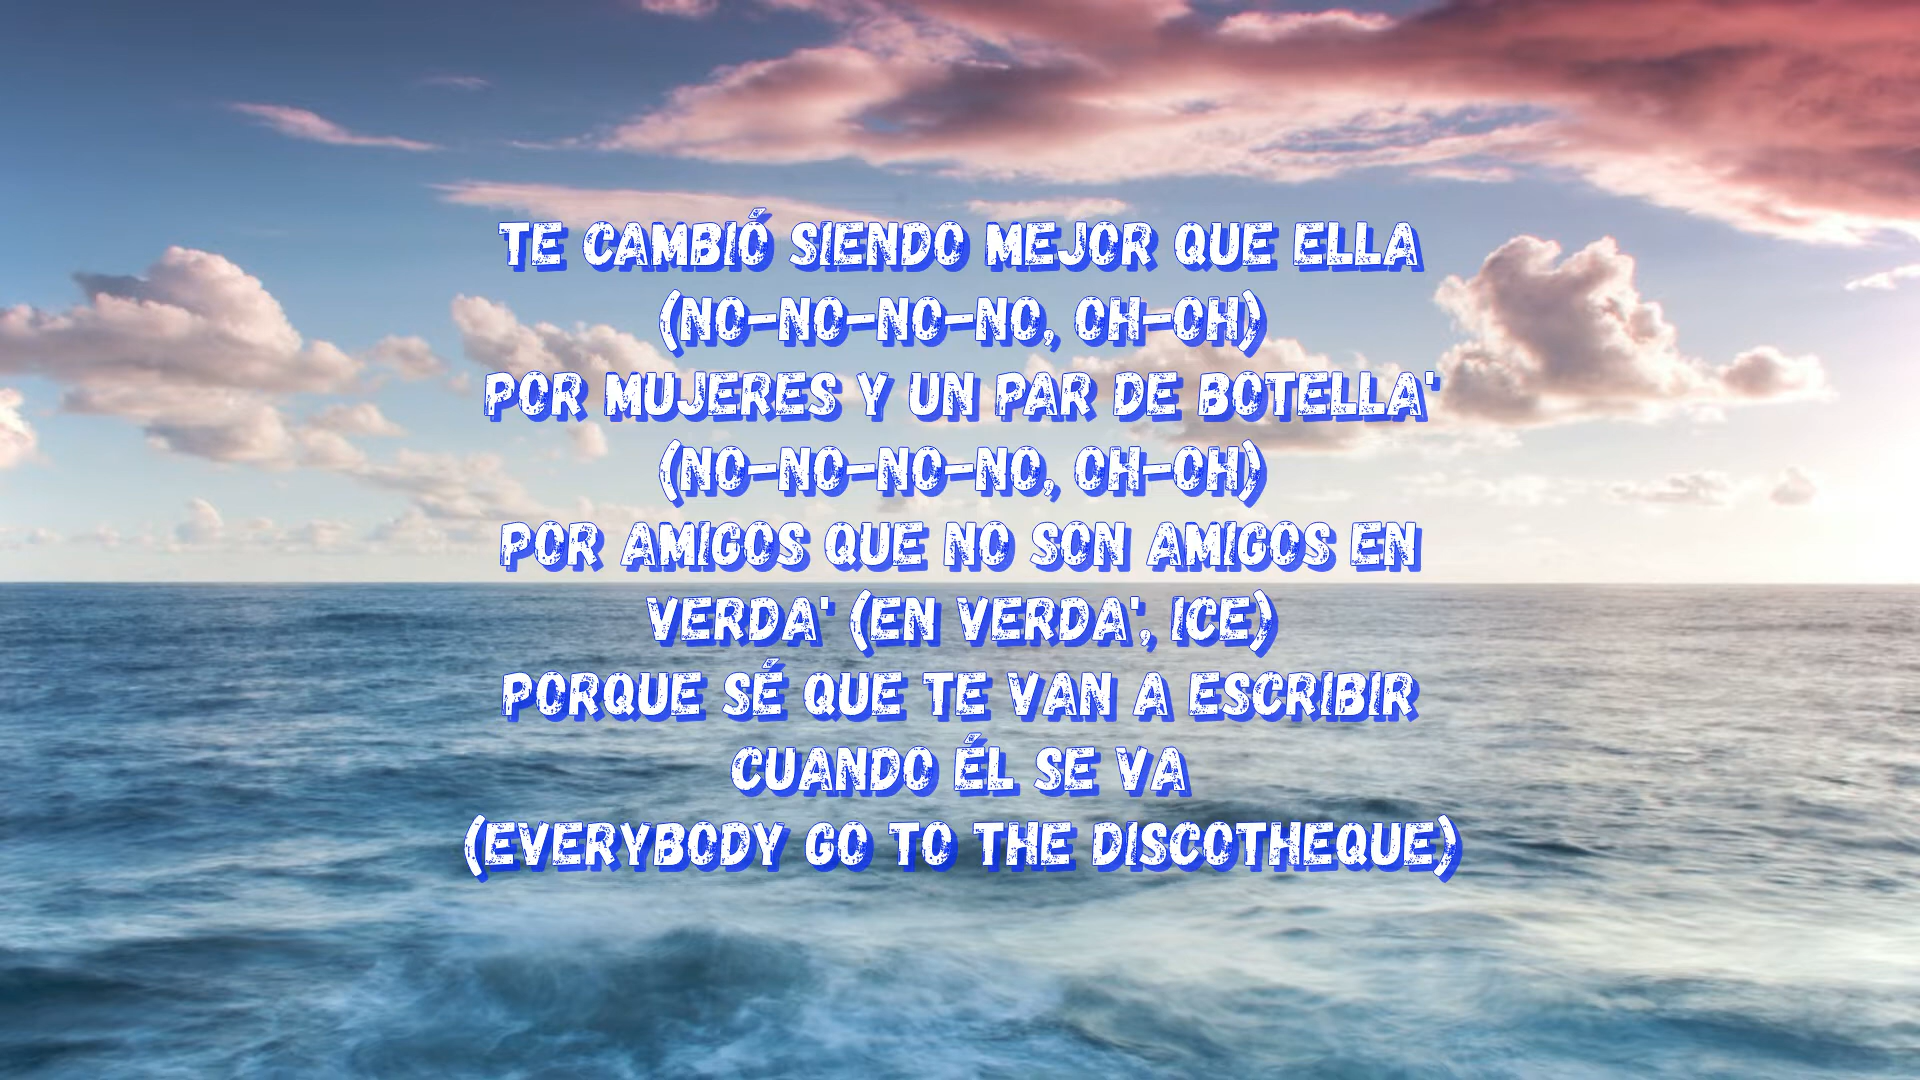 TE CAMBIÓ SIENDO MEJOR QUE ELLA
(NO-NO-NO-NO, OH-OH)
POR MUJERES Y UN PAR DE BOTELLA'
(NO-NO-NO-NO, OH-OH)
POR AMIGOS QUE NO SON AMIGOS EN
VERDA' (EN VERDA', ICE)
PORQUE SÉ QUE TE VAN A ESCRIBIR
CUANDO ÉL SE VA
(EVERYBODY GO TO THE DISCOTHEQUE)